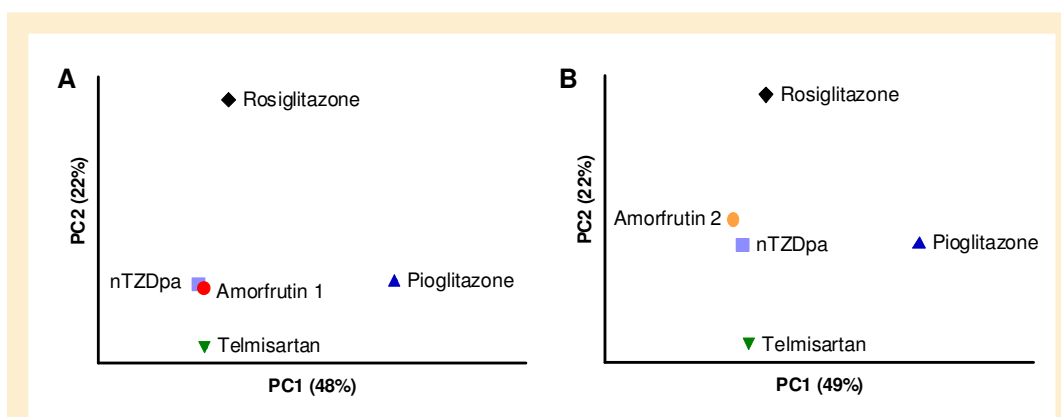 A
Rosiglitazone
PC2 (22%)
nTZDpa
Amorfrutin 1
Pioglitazone
Telmisartan
PC1 (48%)
B
Rosiglitazone
PC2 (22%)
Amorfrutin 2
nTZDpa
Pioglitazone
Telmisartan
PC1 (49%)